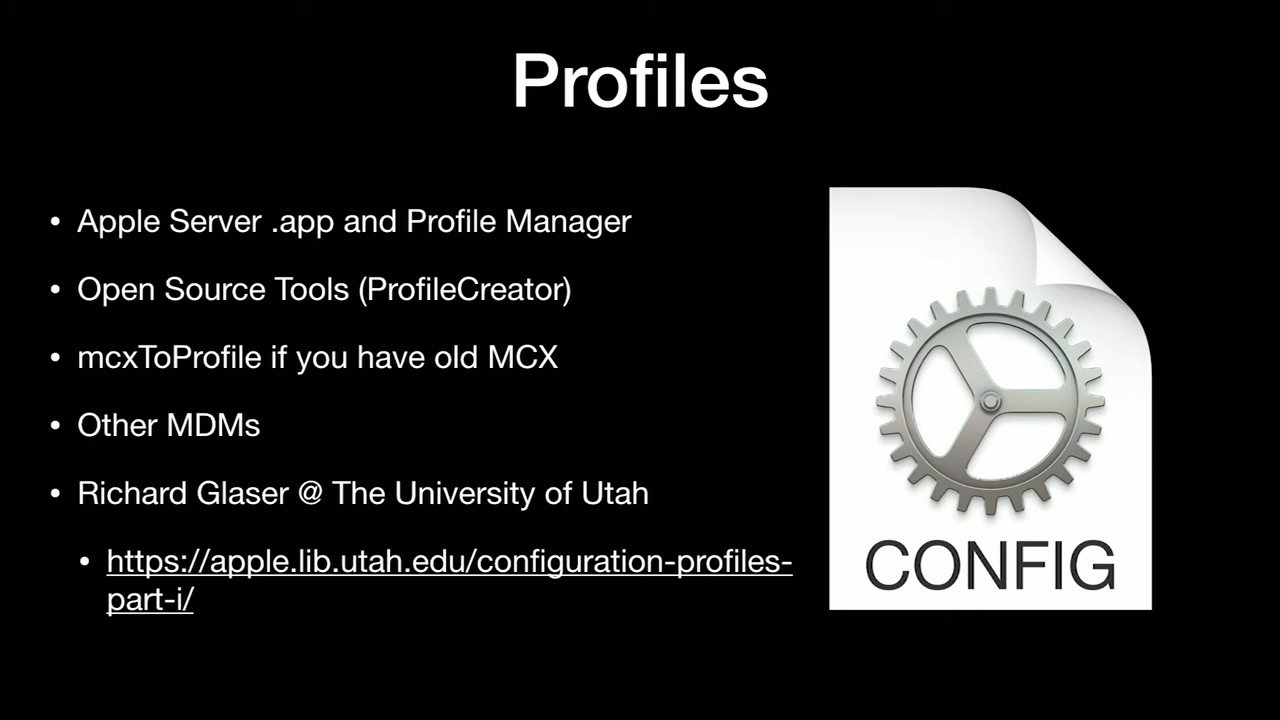 Profiles
• Apple Server .app and Profile Manager
• Open Source Tools (ProfileCreator)
• mcxToProfile if you have old MCX
• Other MDMs
• Richard Glaser @ The University of Utah
• https://apple.lib.utah.edu/configuration-profiles-
part-i/
CONFIG